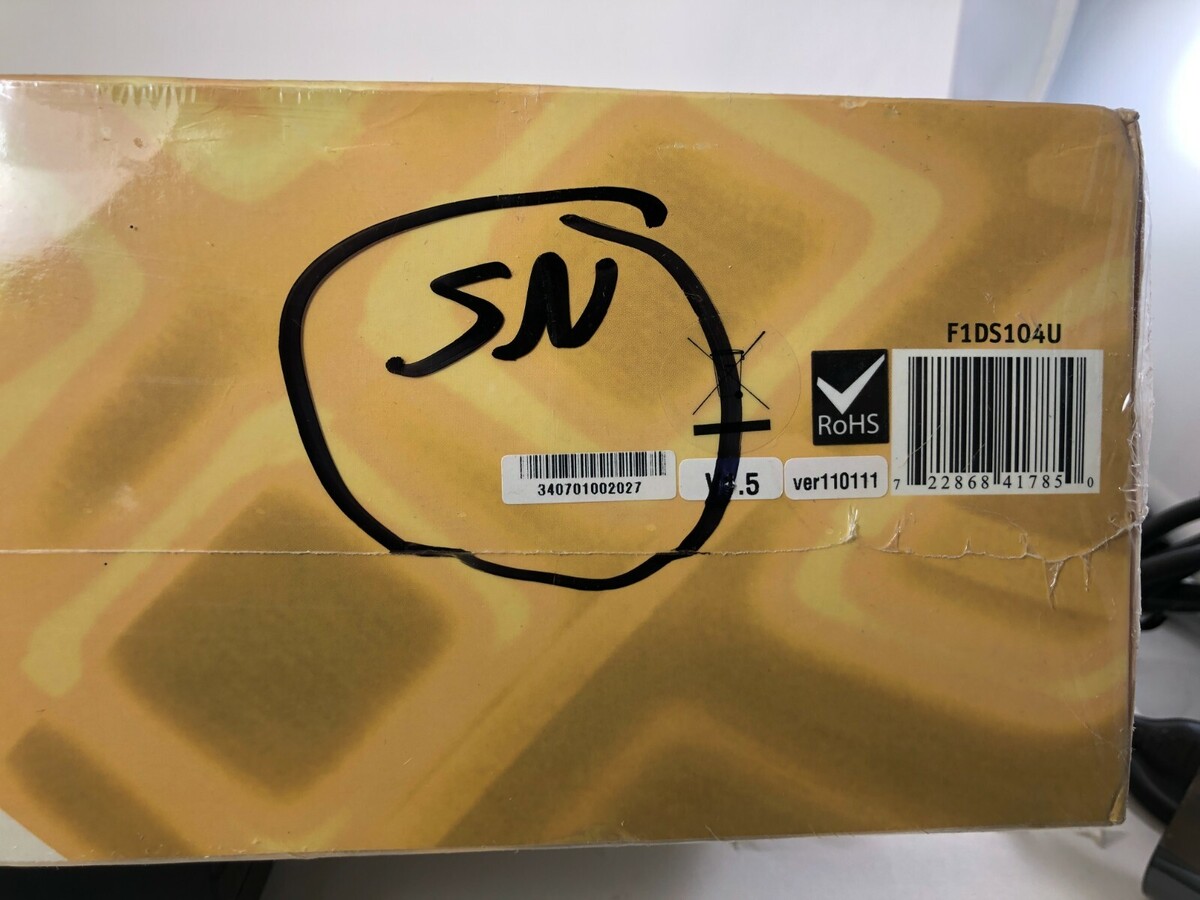 SN
F1DS104U
RoHS
340701002027
ver110111
7 22868 41785 0